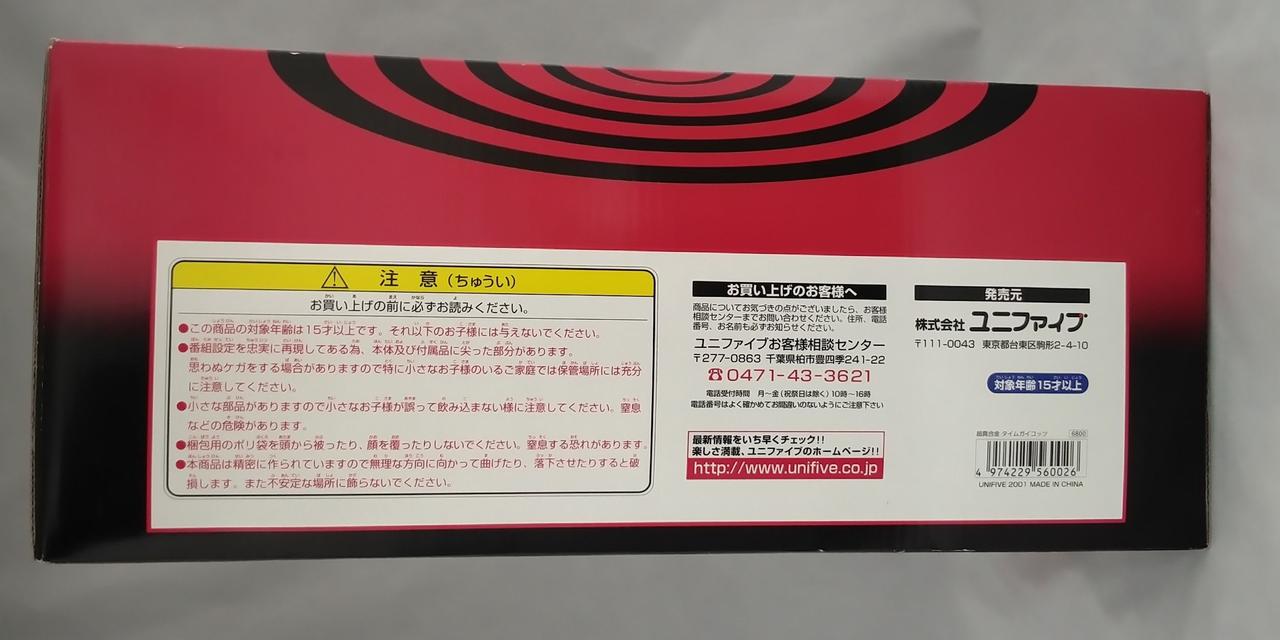 注 意 (ちゅうい)
お買い上げの前に必ずお読みください。
●この商品の対象年齢は15才以上です。それ以下のお子様には与えないでください。
●番組設定を忠実に再現してある為、本体及び付属品に尖った部分があります。
思わぬケガをする場合がありますので特に小さなお子様のいるご家庭では保管場所には充分
に注意してください。
●小さな部品がありますので小さなお子様が誤って飲み込まない様に注意してください。窒息
などの危険があります。
●梱包用のポリ袋を頭から被ったり、顔を覆ったりしないでください。窒息する恐れがあります。
●本商品は精密に作られていますので無理な方向に向かって曲げたり、落下させたりすると破
損します。また不安定な場所に飾らないでください。
お買い上げのお客様へ
商品についてお気づきの点がございましたら、お客様
相談センターまでお問い合わせください。住所、電話
番号、お名前も必ずお知らせください。
ユニファイブお客様相談センター
〒277-0863 千葉県柏市豊四季241-22
☎0471-43-3621
電話受付時間 月〜金(祝祭日は除く)10時〜16時
電話番号はよく確かめてお間違いのないようにご注意下さい
最新情報をいち早くチェック!!
楽しさ満載、ユニファイブのホームページ!!
http://www.unifive.co.jp
発売元
株式会社 ユニファイブ
〒111-0043 東京都台東区駒形2-4-10
対象年齢15才以上
超真合金 タイムガイコッツ 6800
4 974229 560026
UNIFIVE 2001 MADE IN CHINA